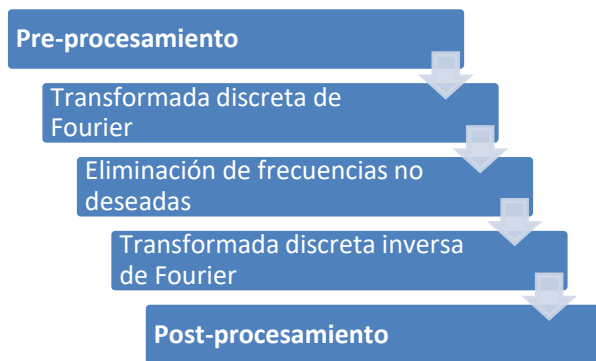 Pre-procesamiento
Transformada discreta de
Fourier
Eliminación de frecuencias no
deseadas
Transformada discreta inversa
de Fourier
Post-procesamiento